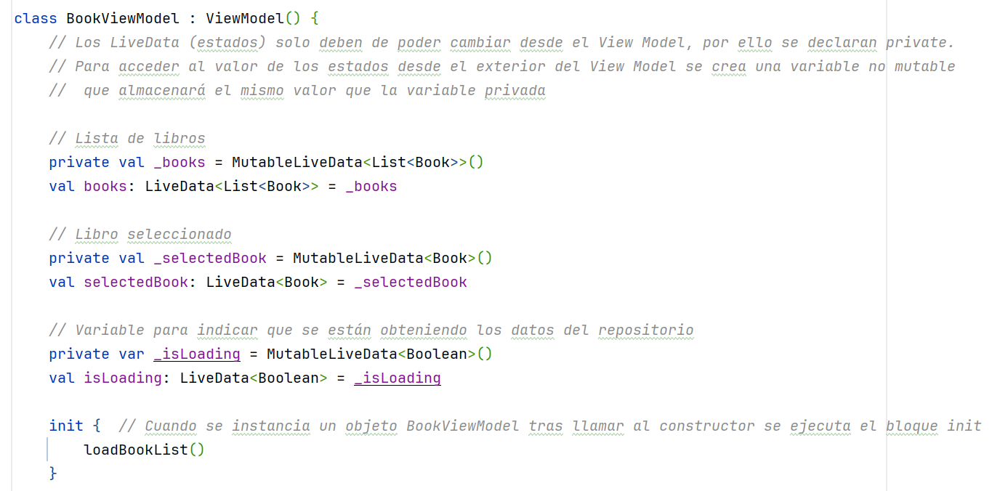 class BookViewModel : ViewModel() {
// Los LiveData (estados) solo deben de poder cambiar desde el View Model, por ello se declaran private.
// Para acceder al valor de los estados desde el exterior del View Model se crea una variable no mutable
//  que almacenará el mismo valor que la variable privada
// Lista de libros
private val _books = MutableLiveData<List<Book>>()
val books: LiveData<List<Book>> = _books
// Libro seleccionado
private val _selectedBook = MutableLiveData<Book>()
val selectedBook: LiveData<Book> = _selectedBook
// Variable para indicar que se están obteniendo los datos del repositorio
private var _isLoading = MutableLiveData<Boolean>()
val isLoading: LiveData<Boolean> = _isLoading
init {  // Cuando se instancia un objeto BookViewModel tras llamar al constructor se ejecuta el bloque init
loadBookList()
}